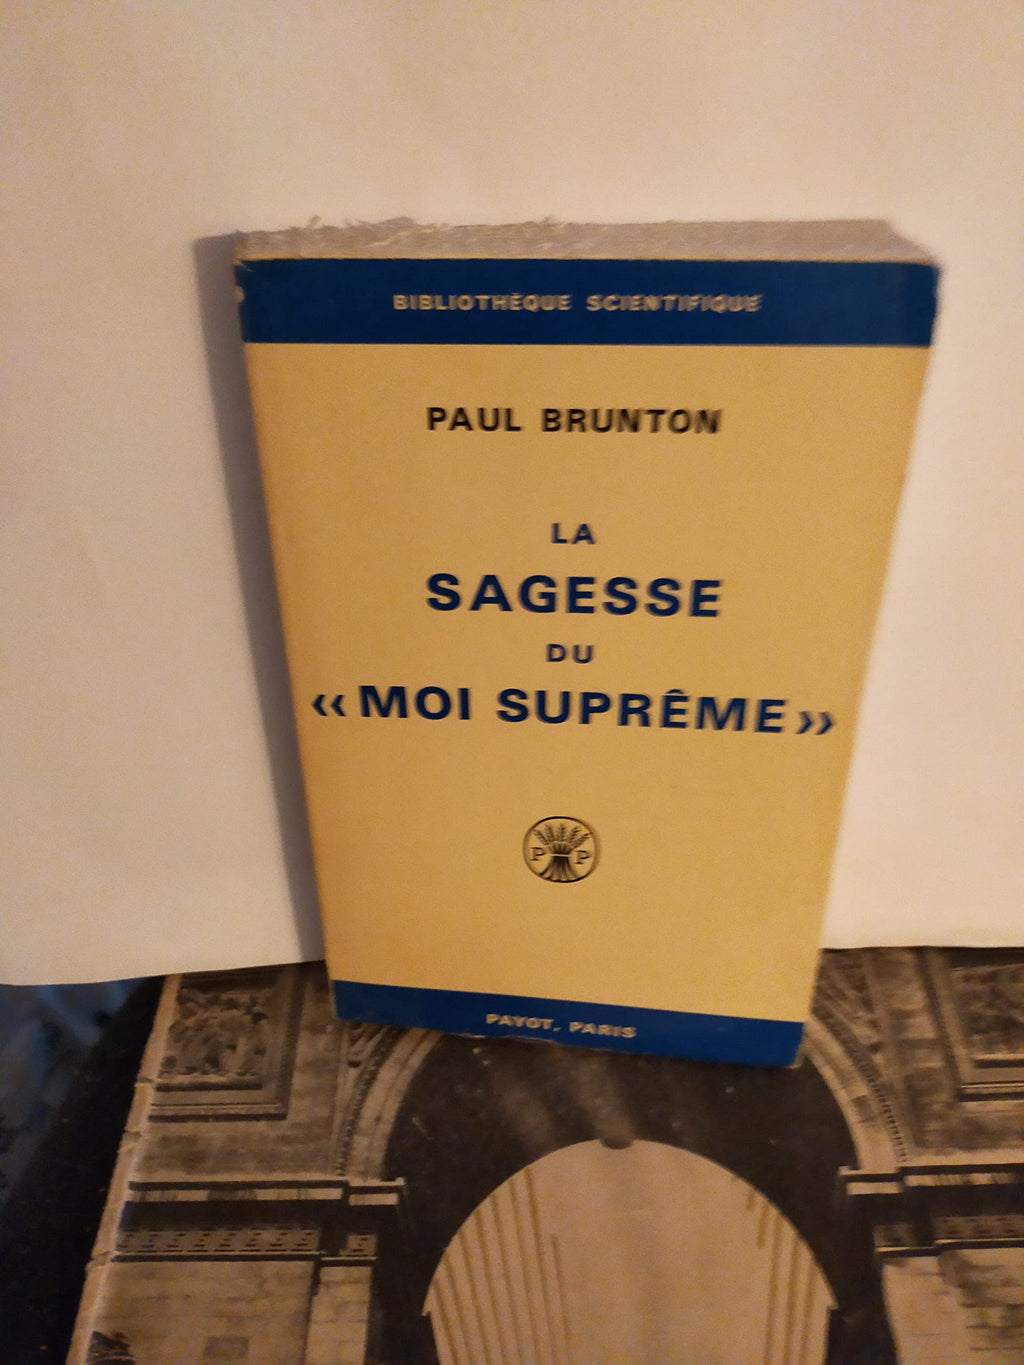 BIBLIOTHÈQUE SCIENTIFIQUE
PAUL BRUNTON
LA
SAGESSE
DU
« MOI SUPRÊME »
P P
PAYOT, PARIS